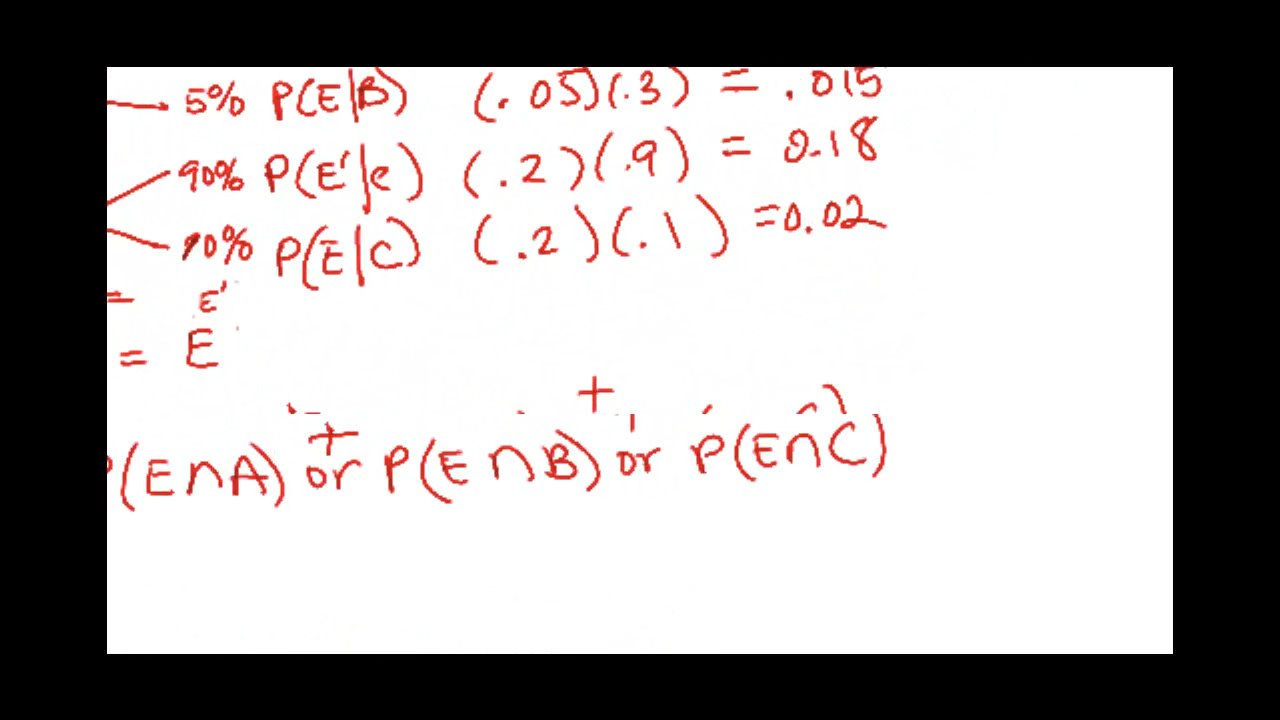 5% P(E|B) (.05)(.3) = .015
90% P(E'|C) (.2)(.9) = 0.18
10% P(E|C) (.2)(.1) =0.02
= E'
= E
+ +
P(E∩A) or P(E∩B) or P(E∩C)